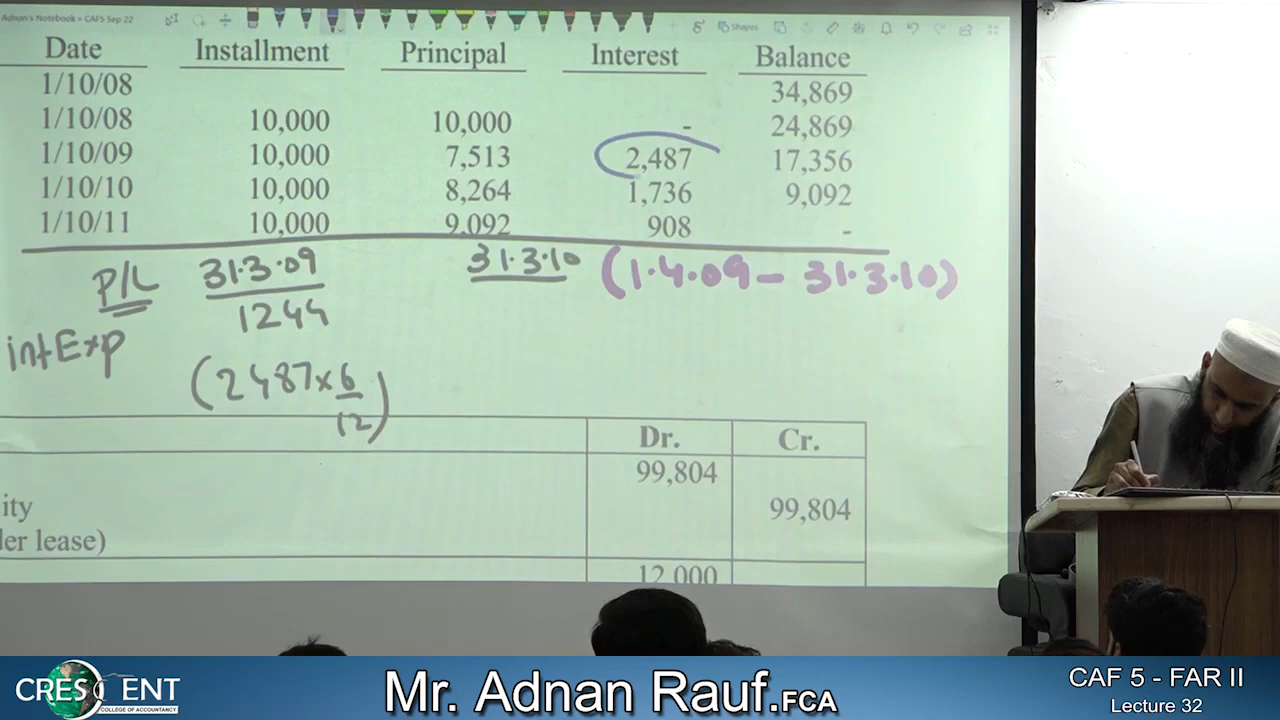 Adnan's Notebook » CAF5 Sep 22
Shapes
Date Installment Principal Interest Balance
1/10/08 34,869
1/10/08 10,000 10,000 - 24,869
1/10/09 10,000 7,513 2,487 17,356
1/10/10 10,000 8,264 1,736 9,092
1/10/11 10,000 9,092 908 -
P/L 31.3.09 31.3.10 (1.4.09 - 31.3.10)
1244
intExp
(2487×6/12)
Dr. Cr.
99,804
ity 99,804
der lease)
12,000
CRESCENT
COLLEGE OF ACCOUNTANCY
Mr. Adnan Rauf.FCA
CAF 5 - FAR II
Lecture 32